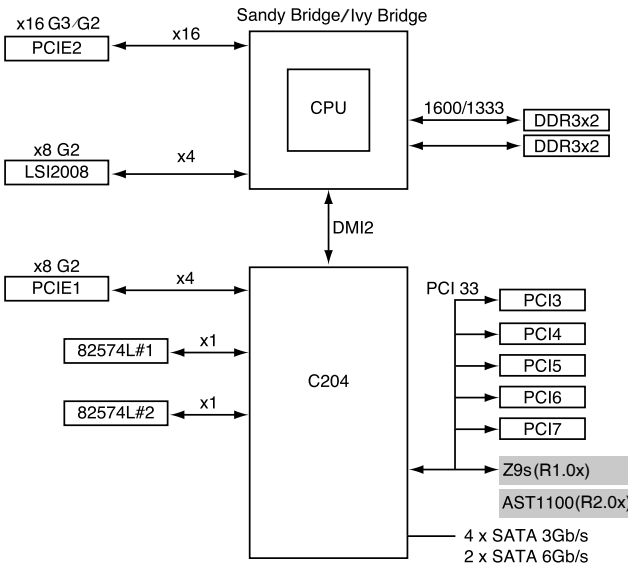 Sandy Bridge/Ivy Bridge
x16 G3/G2
PCIE2
x16
CPU
1600/1333
DDR3x2
DDR3x2
x8 G2
LSI2008
x4
DMI2
x8 G2
PCIE1
x4
PCI 33
PCI3
PCI4
82574L#1
x1
PCI5
C204
PCI6
82574L#2
x1
PCI7
Z9s(R1.0x)
AST1100(R2.0x)
4 x SATA 3Gb/s
2 x SATA 6Gb/s